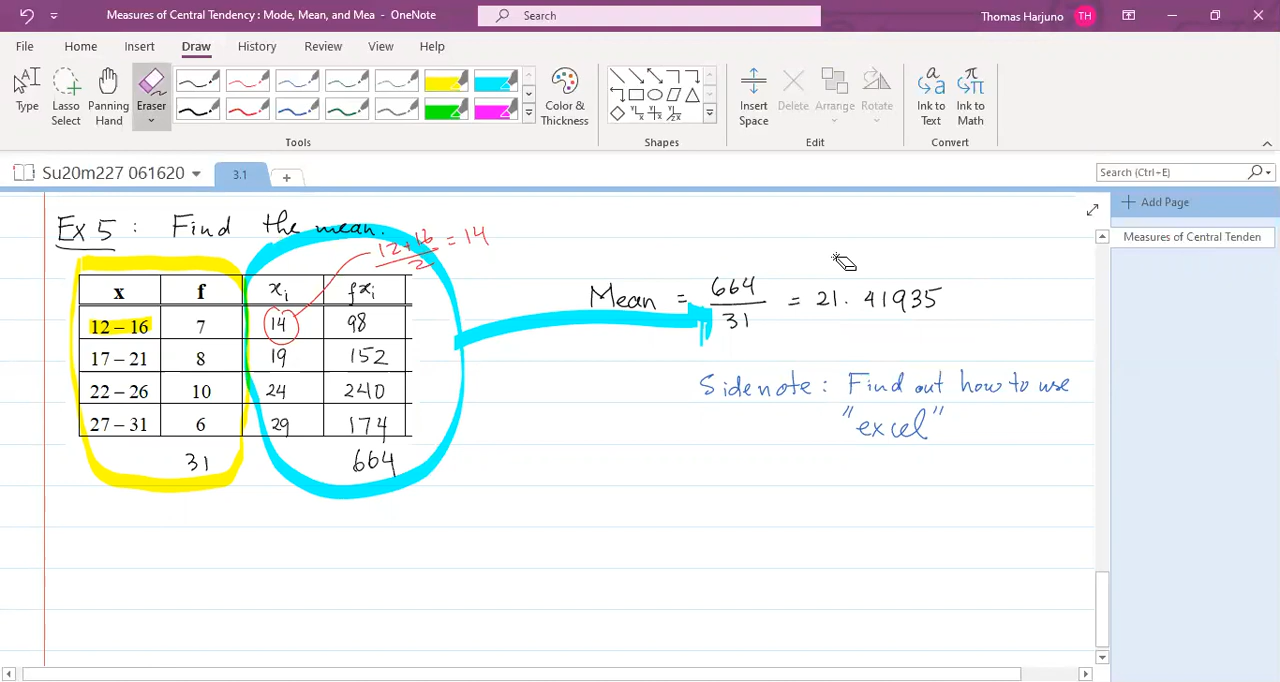 Measures of Central Tendency : Mode, Mean, and Mea - OneNote
Search
Thomas Harjuno TH
File Home Insert Draw History Review View Help
Type
Lasso Select
Panning Hand
Eraser
Color & Thickness
Insert Space
Delete
Arrange
Rotate
Ink to Text
Ink to Math
Tools
Shapes
Edit
Convert
Su20m227 061620
3.1
Search (Ctrl+E)
Add Page
Measures of Central Tenden
Ex 5 : Find the mean.
12+16/2 = 14
x f xi fxi
12 – 16 7 14 98
17 – 21 8 19 152
22 – 26 10 24 240
27 – 31 6 29 174
31 664
Mean = 664/31 = 21.41935
Sidenote: Find out how to use
"excel"